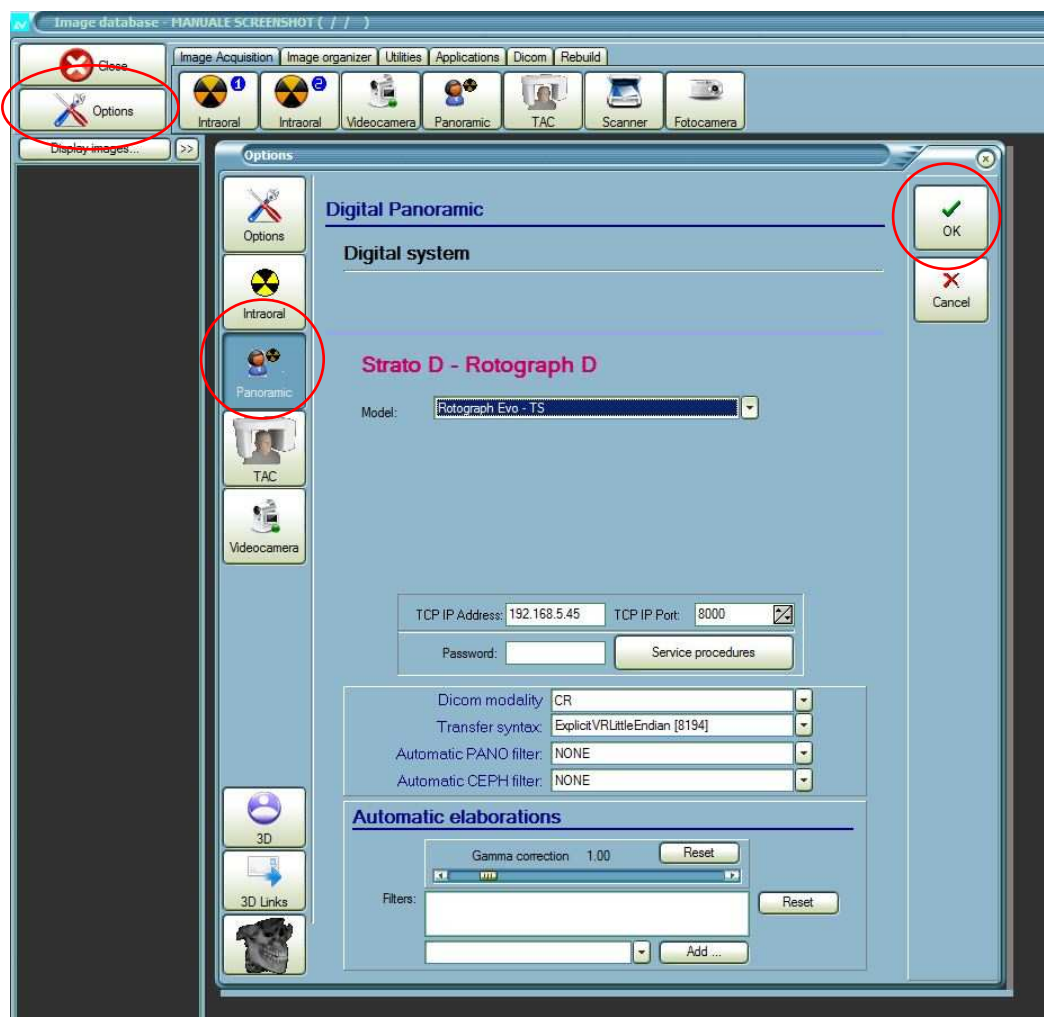 Image database - MANUALE SCREENSHOT ( / / )
Close
Options
Image Acquisition Image organizer Utilities Applications Dicom Rebuild
1 2
Intraoral Intraoral Videocamera Panoramic TAC Scanner Fotocamera
Display images... >>
Options
Options
Intraoral
Panoramic
TAC
Videocamera
3D
3D Links
Digital Panoramic
Digital system
Strato D - Rotograph D
Model: Rotograph Evo - TS
TCP IP Address: 192.168.5.45 TCP IP Port: 8000
Password: Service procedures
Dicom modality CR
Transfer syntax: ExplicitVRLittleEndian [8194]
Automatic PANO filter: NONE
Automatic CEPH filter: NONE
Automatic elaborations
Gamma correction 1.00 Reset
Filters: Reset
Add ...
OK
Cancel